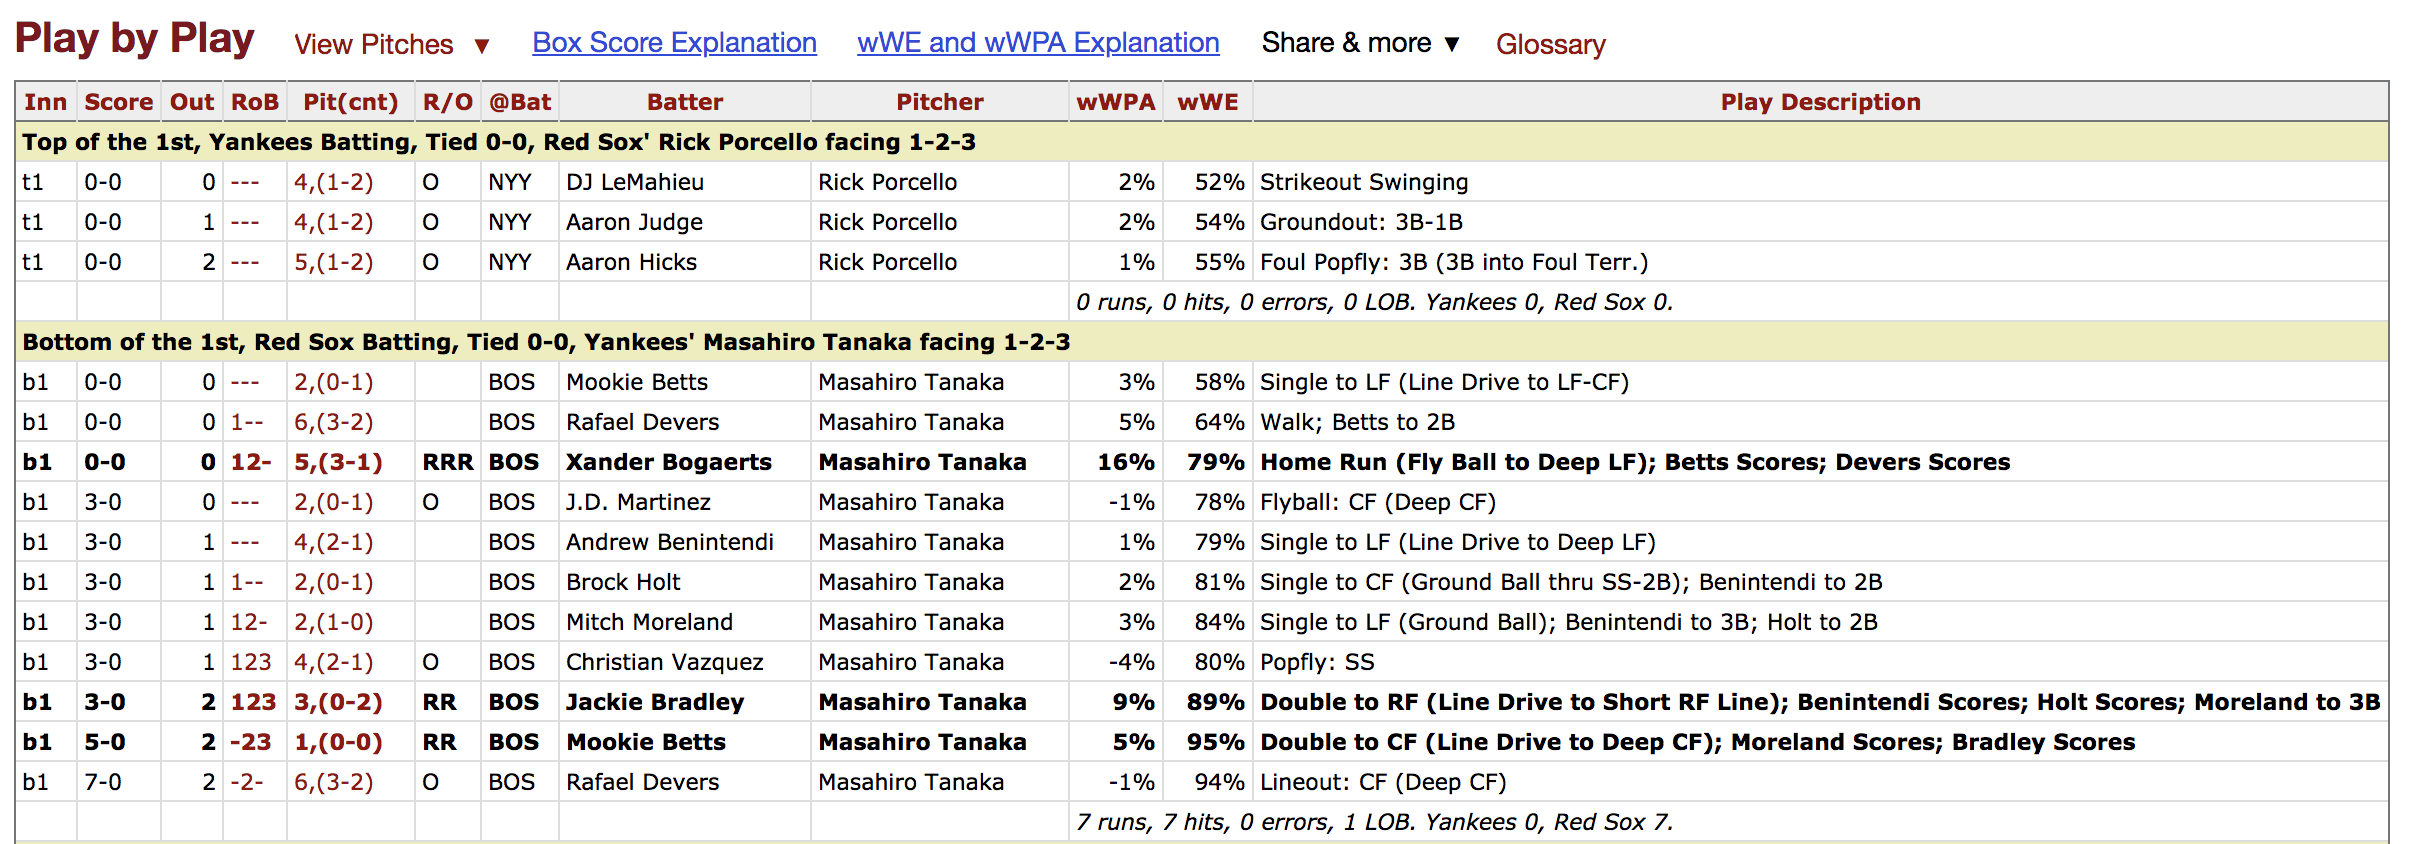 Play by Play View Pitches ▼ Box Score Explanation wWE and wWPA Explanation Share & more ▼ Glossary
Inn Score Out RoB Pit(cnt) R/O @Bat Batter Pitcher wWPA wWE Play Description
Top of the 1st, Yankees Batting, Tied 0-0, Red Sox' Rick Porcello facing 1-2-3
t1 0-0 0 --- 4,(1-2) O NYY DJ LeMahieu Rick Porcello 2% 52% Strikeout Swinging
t1 0-0 1 --- 4,(1-2) O NYY Aaron Judge Rick Porcello 2% 54% Groundout: 3B-1B
t1 0-0 2 --- 5,(1-2) O NYY Aaron Hicks Rick Porcello 1% 55% Foul Popfly: 3B (3B into Foul Terr.)
0 runs, 0 hits, 0 errors, 0 LOB. Yankees 0, Red Sox 0.
Bottom of the 1st, Red Sox Batting, Tied 0-0, Yankees' Masahiro Tanaka facing 1-2-3
b1 0-0 0 --- 2,(0-1) BOS Mookie Betts Masahiro Tanaka 3% 58% Single to LF (Line Drive to LF-CF)
b1 0-0 0 1-- 6,(3-2) BOS Rafael Devers Masahiro Tanaka 5% 64% Walk; Betts to 2B
b1 0-0 0 12- 5,(3-1) RRR BOS Xander Bogaerts Masahiro Tanaka 16% 79% Home Run (Fly Ball to Deep LF); Betts Scores; Devers Scores
b1 3-0 0 --- 2,(0-1) O BOS J.D. Martinez Masahiro Tanaka -1% 78% Flyball: CF (Deep CF)
b1 3-0 1 --- 4,(2-1) BOS Andrew Benintendi Masahiro Tanaka 1% 79% Single to LF (Line Drive to Deep LF)
b1 3-0 1 1-- 2,(0-1) BOS Brock Holt Masahiro Tanaka 2% 81% Single to CF (Ground Ball thru SS-2B); Benintendi to 2B
b1 3-0 1 12- 2,(1-0) BOS Mitch Moreland Masahiro Tanaka 3% 84% Single to LF (Ground Ball); Benintendi to 3B; Holt to 2B
b1 3-0 1 123 4,(2-1) O BOS Christian Vazquez Masahiro Tanaka -4% 80% Popfly: SS
b1 3-0 2 123 3,(0-2) RR BOS Jackie Bradley Masahiro Tanaka 9% 89% Double to RF (Line Drive to Short RF Line); Benintendi Scores; Holt Scores; Moreland to 3B
b1 5-0 2 -23 1,(0-0) RR BOS Mookie Betts Masahiro Tanaka 5% 95% Double to CF (Line Drive to Deep CF); Moreland Scores; Bradley Scores
b1 7-0 2 -2- 6,(3-2) O BOS Rafael Devers Masahiro Tanaka -1% 94% Lineout: CF (Deep CF)
7 runs, 7 hits, 0 errors, 1 LOB. Yankees 0, Red Sox 7.